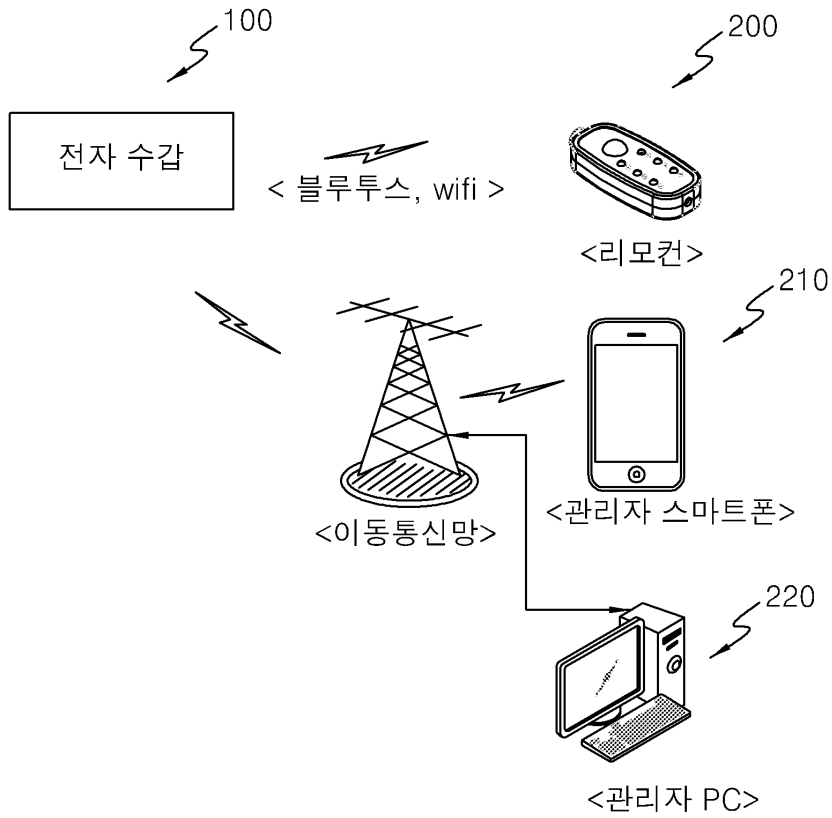 100
200
전자 수갑
< 블루투스, wifi >
<리모컨>
210
<이동통신망>
<관리자 스마트폰>
220
<관리자 PC>